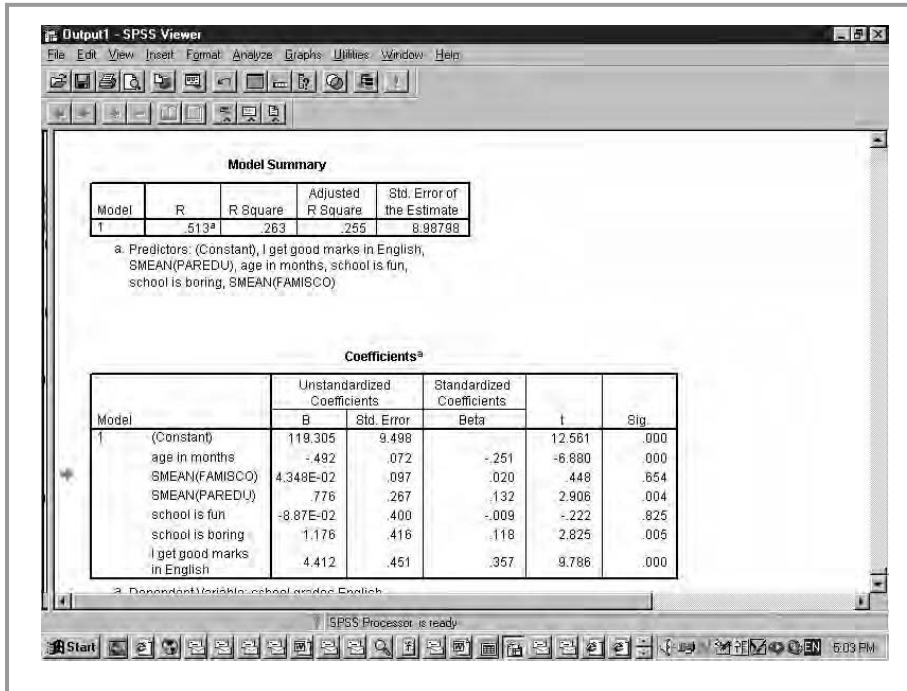 Output1 - SPSS Viewer
File Edit View Insert Format Analyze Graphs Utilities Window Help
Model Summary
Model R R Square Adjusted R Square Std. Error of the Estimate
1 .513a .263 .255 8.98798
a. Predictors: (Constant), I get good marks in English,
SMEAN(PAREDU), age in months, school is fun,
school is boring, SMEAN(FAMISCO)
Coefficientsa
Unstandardized Coefficients Standardized Coefficients
Model B Std. Error Beta t Sig.
1 (Constant) 119.305 9.498 12.561 .000
age in months -.492 .072 -.251 -6.880 .000
SMEAN(FAMISCO) 4.348E-02 .097 .020 .448 .654
SMEAN(PAREDU) .776 .267 .132 2.906 .004
school is fun -8.87E-02 .400 -.009 -.222 .825
school is boring 1.176 .416 .118 2.825 .005
I get good marks in English 4.412 .451 .357 9.786 .000
a. Dependent Variable: school grades English
SPSS Processor is ready
Start EN 5:03 PM